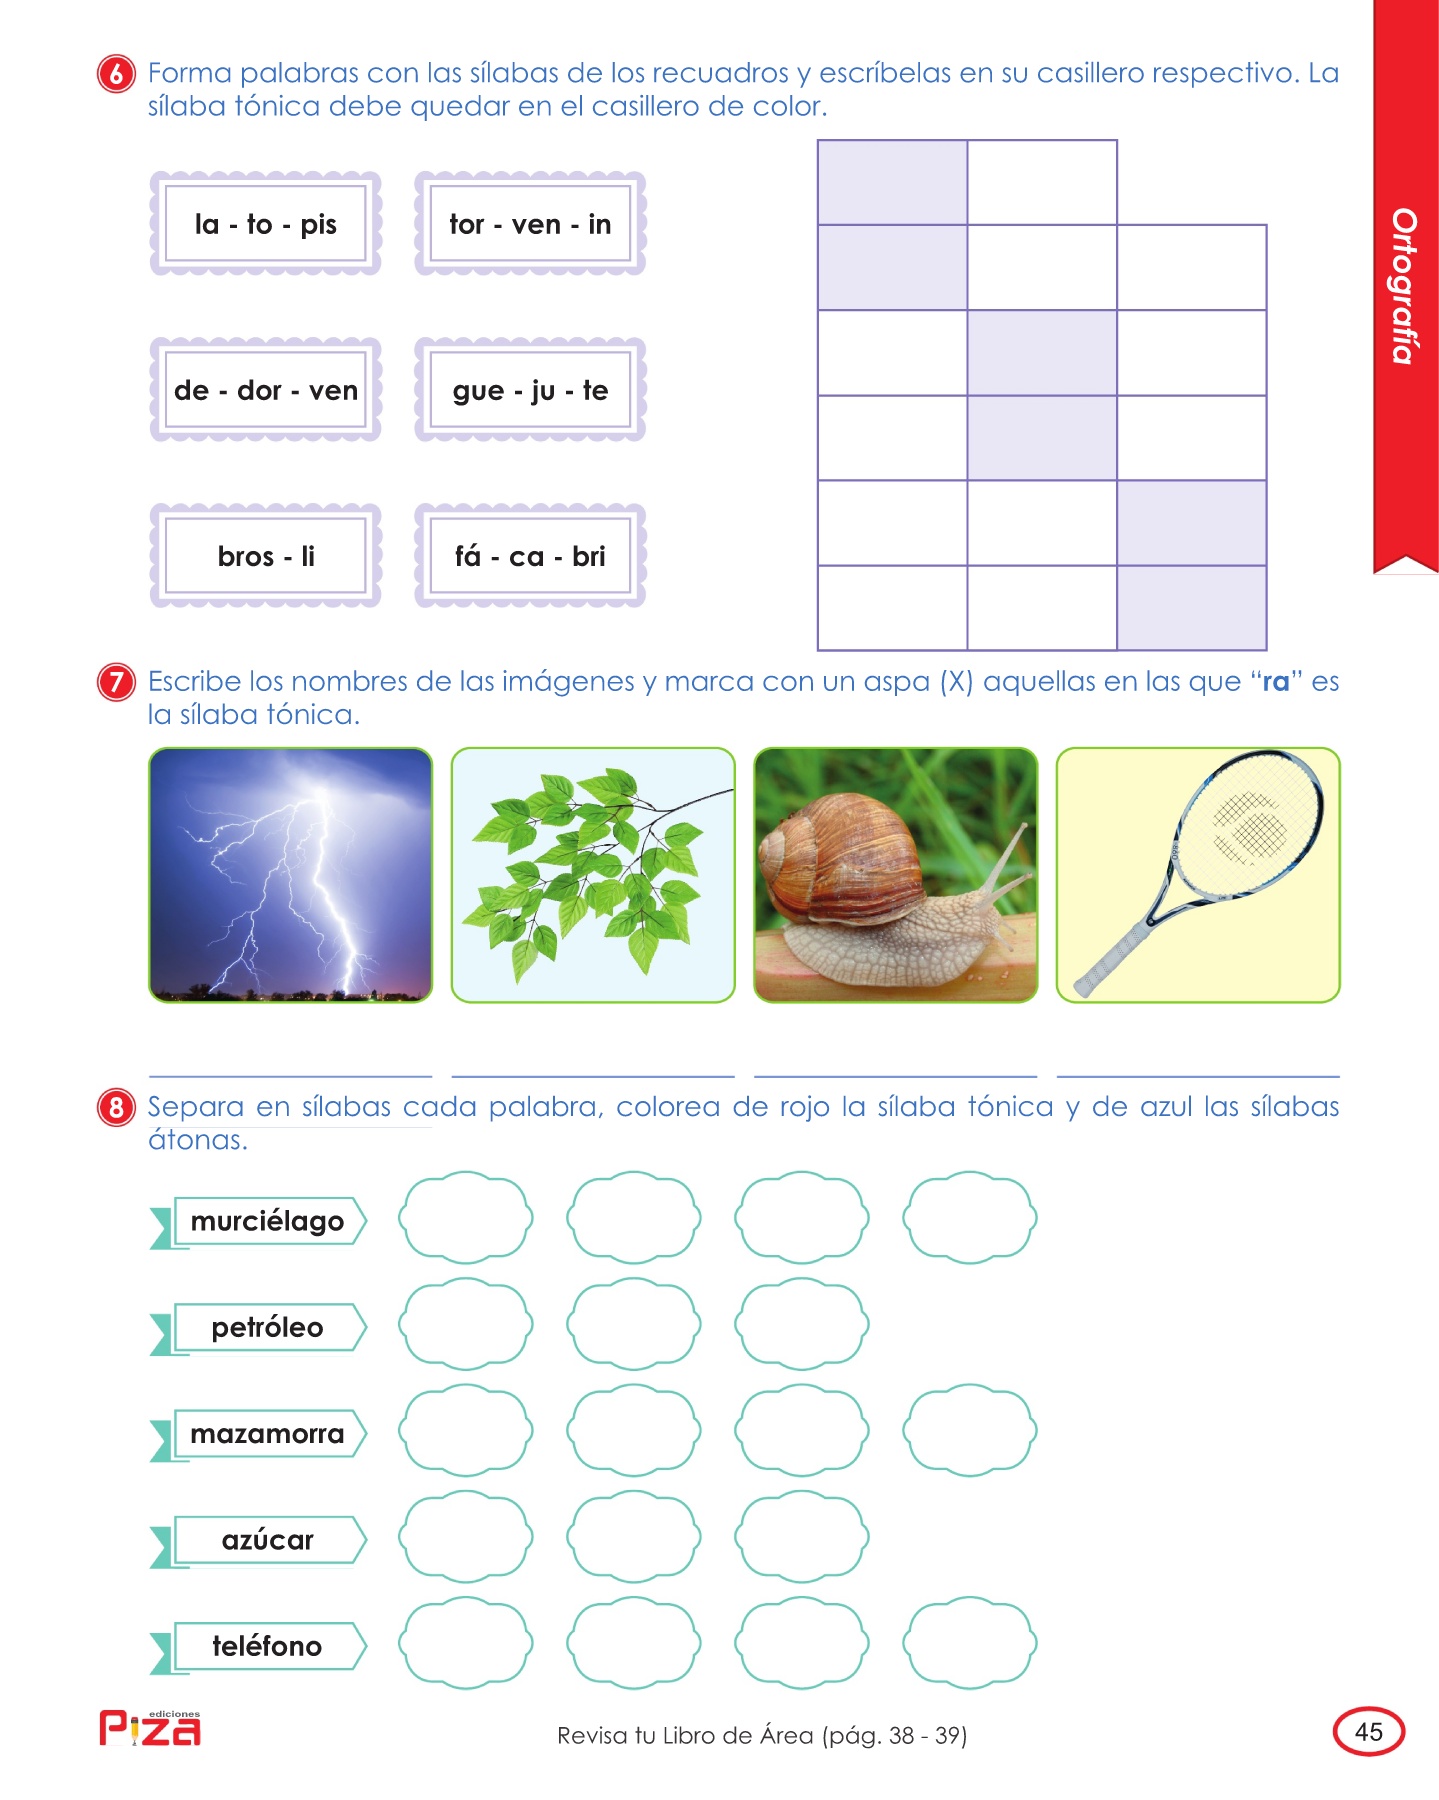 6 Forma palabras con las sílabas de los recuadros y escríbelas en su casillero respectivo. La
sílaba tónica debe quedar en el casillero de color.
la - to - pis
tor - ven - in
de - dor - ven
gue - ju - te
bros - li
fá - ca - bri
Ortografía
7 Escribe los nombres de las imágenes y marca con un aspa (X) aquellas en las que “ra” es
la sílaba tónica.
8 Separa en sílabas cada palabra, colorea de rojo la sílaba tónica y de azul las sílabas
átonas.
murciélago
petróleo
mazamorra
azúcar
teléfono
ediciones
Piza
Revisa tu Libro de Área (pág. 38 - 39)
45